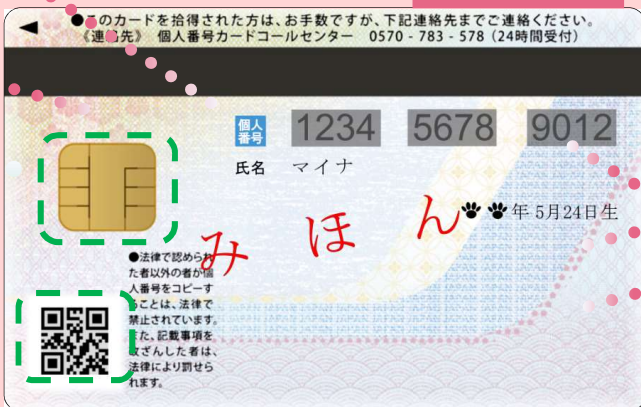 ●このカードを拾得された方は、お手数ですが、下記連絡先までご連絡ください。
《連絡先》 個人番号カードコールセンター 0570-783-578(24時間受付)
個人番号 1234 5678 9012
氏名 マイナ
年 5月24日生
みほん
●法律で認められ
た者以外の者が個
人番号をコピーす
ることは、法律で
禁止されています。
また、記載事項を
改ざんした者は、
法律により罰せら
れます。